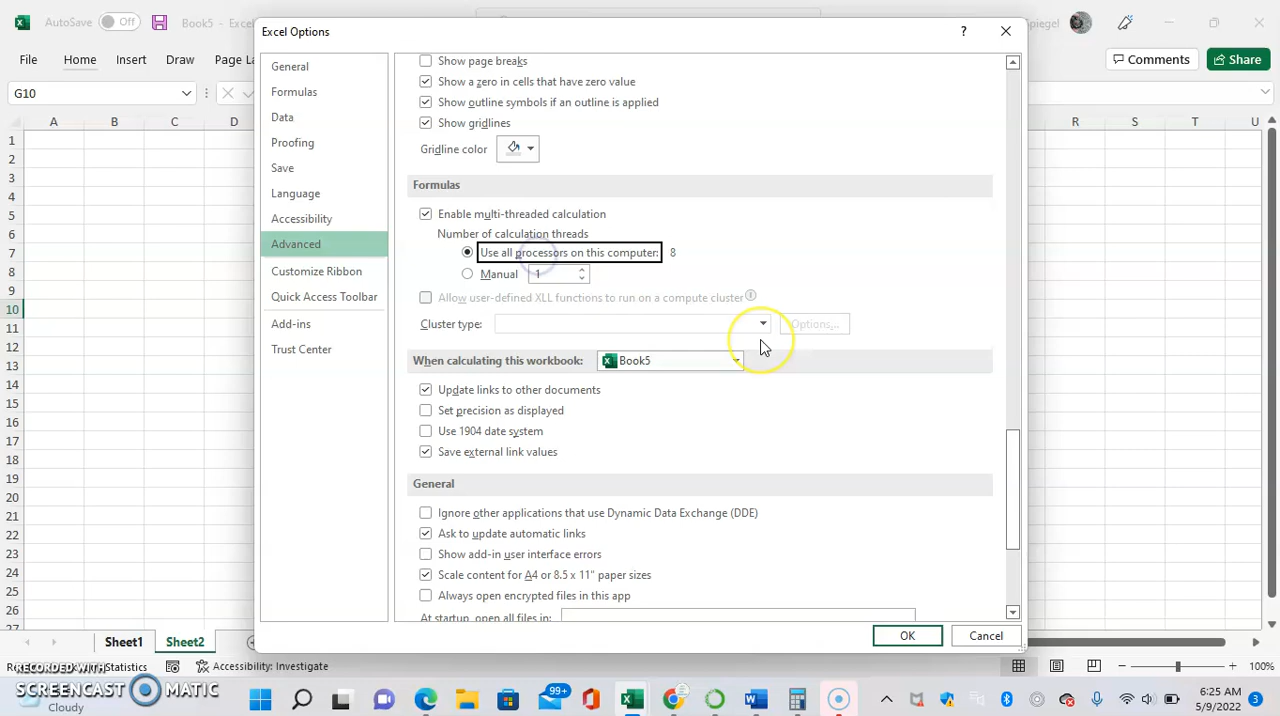 AutoSave Off Book5 - Excel Spiegel
Excel Options ?
File Home Insert Draw Page La
Comments Share
G10
A B C D R S T U
1
2
3
4
5
6
7
8
9
10
11
12
13
14
15
16
17
18
19
20
21
22
23
24
25
26
27
General
Formulas
Data
Proofing
Save
Language
Accessibility
Advanced
Customize Ribbon
Quick Access Toolbar
Add-ins
Trust Center
Show page breaks
Show a zero in cells that have zero value
Show outline symbols if an outline is applied
Show gridlines
Gridline color
Formulas
Enable multi-threaded calculation
Number of calculation threads
Use all processors on this computer: 8
Manual 1
Allow user-defined XLL functions to run on a compute cluster
Cluster type: Options...
When calculating this workbook: Book5
Update links to other documents
Set precision as displayed
Use 1904 date system
Save external link values
General
Ignore other applications that use Dynamic Data Exchange (DDE)
Ask to update automatic links
Show add-in user interface errors
Scale content for A4 or 8.5 x 11" paper sizes
Always open encrypted files in this app
At startup, open all files in:
OK Cancel
Sheet1 Sheet2
Statistics Accessibility: Investigate 100%
RECORDED WITH
SCREENCAST MATIC
Cloudy
99+
6:25 AM
5/9/2022 3